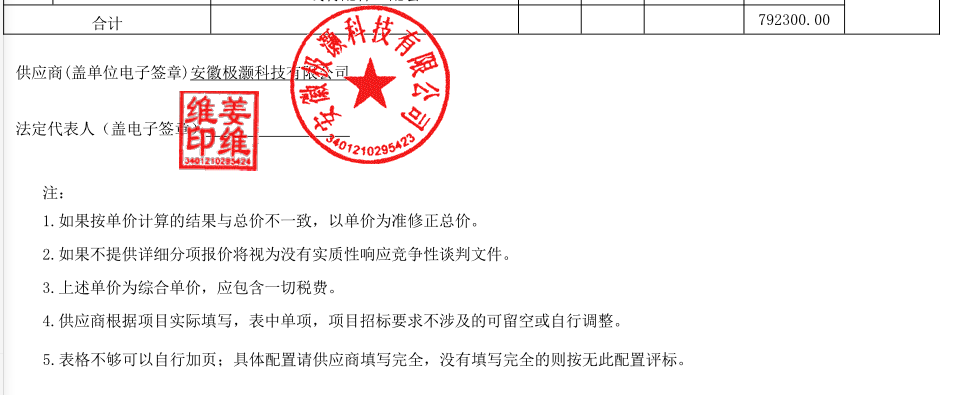 合计 792300.00
供应商(盖单位电子签章)安徽极灏科技有限公司
安徽极灏科技有限公司
3401210295423
法定代表人（盖电子签章）
姜维
维印
3401210295424
注：
1.如果按单价计算的结果与总价不一致，以单价为准修正总价。
2.如果不提供详细分项报价将视为没有实质性响应竞争性谈判文件。
3.上述单价为综合单价，应包含一切税费。
4.供应商根据项目实际填写，表中单项，项目招标要求不涉及的可留空或自行调整。
5.表格不够可以自行加页；具体配置请供应商填写完全，没有填写完全的则按无此配置评标。